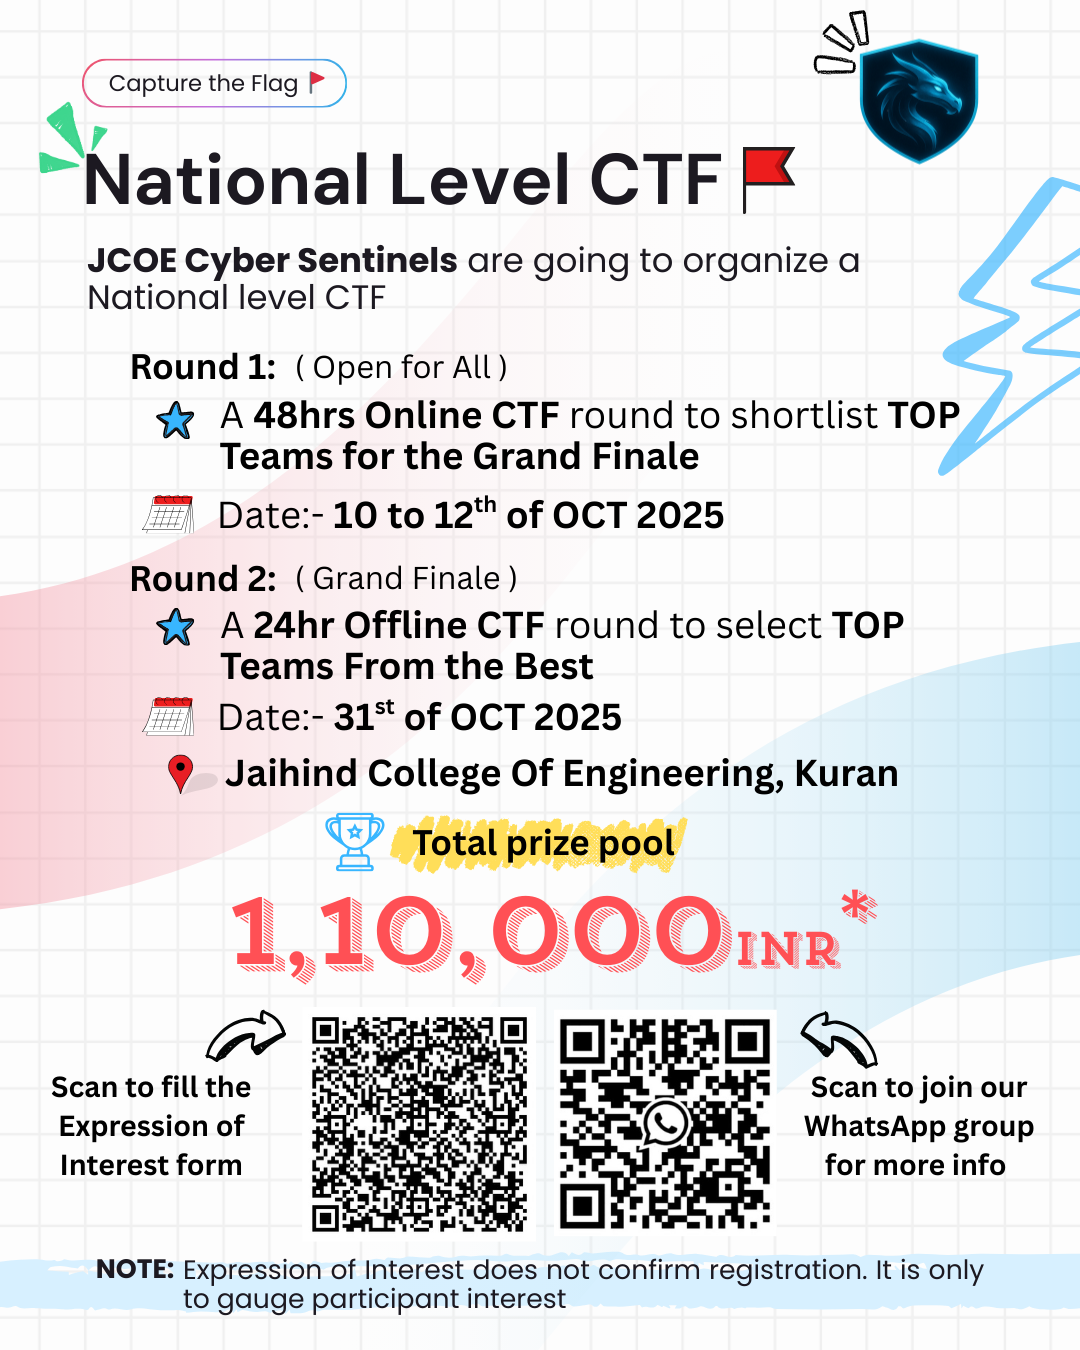 Capture the Flag
National Level CTF
JCOE Cyber Sentinels are going to organize a
National level CTF
Round 1: ( Open for All )
A 48hrs Online CTF round to shortlist TOP
Teams for the Grand Finale
Date:- 10 to 12th of OCT 2025
Round 2: ( Grand Finale )
A 24hr Offline CTF round to select TOP
Teams From the Best
Date:- 31st of OCT 2025
Jaihind College Of Engineering, Kuran
Total prize pool
1,10,000INR*
Scan to fill the
Expression of
Interest form
Scan to join our
WhatsApp group
for more info
NOTE: Expression of Interest does not confirm registration. It is only
to gauge participant interest